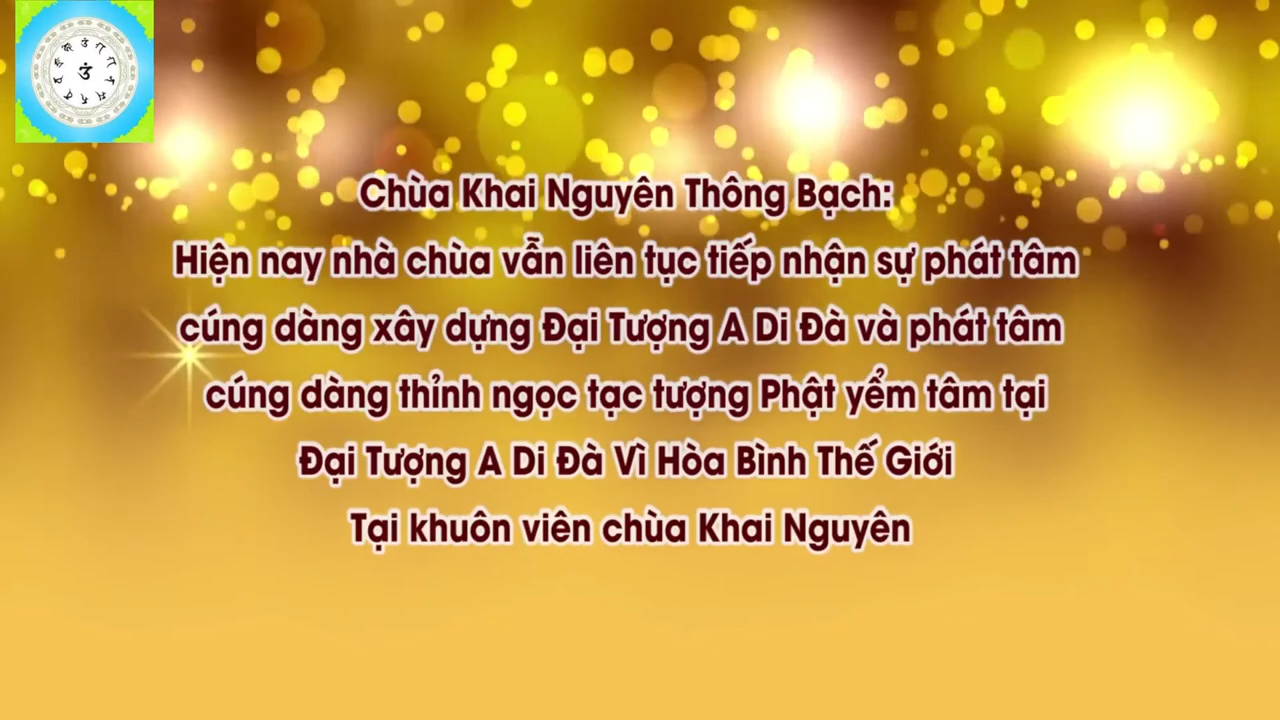 Chùa Khai Nguyên Thông Bạch:
Hiện nay nhà chùa vẫn liên tục tiếp nhận sự phát tâm
cúng dàng xây dựng Đại Tượng A Di Đà và phát tâm
cúng dàng thỉnh ngọc tạc tượng Phật yểm tâm tại
Đại Tượng A Di Đà Vì Hòa Bình Thế Giới
Tại khuôn viên chùa Khai Nguyên